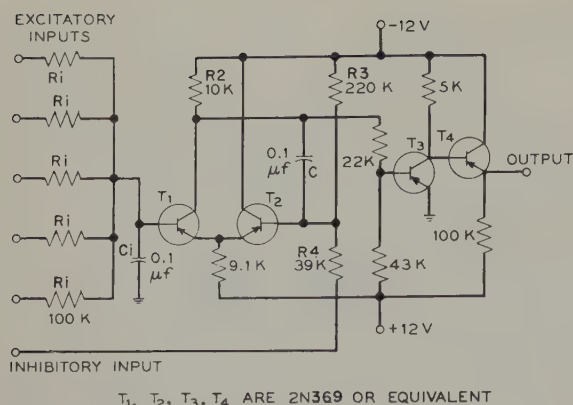 EXCITATORY
INPUTS
Ri
Ri
Ri
Ri
Ri
100 K
Ci
0.1
μf
INHIBITORY INPUT
R2
10K
-12 V
R3
220 K
5K
0.1
μf
C
T1
T2
22K
T3
T4
OUTPUT
9.1 K
R4
39K
43 K
100 K
+12 V
T1, T2, T3, T4 ARE 2N369 OR EQUIVALENT